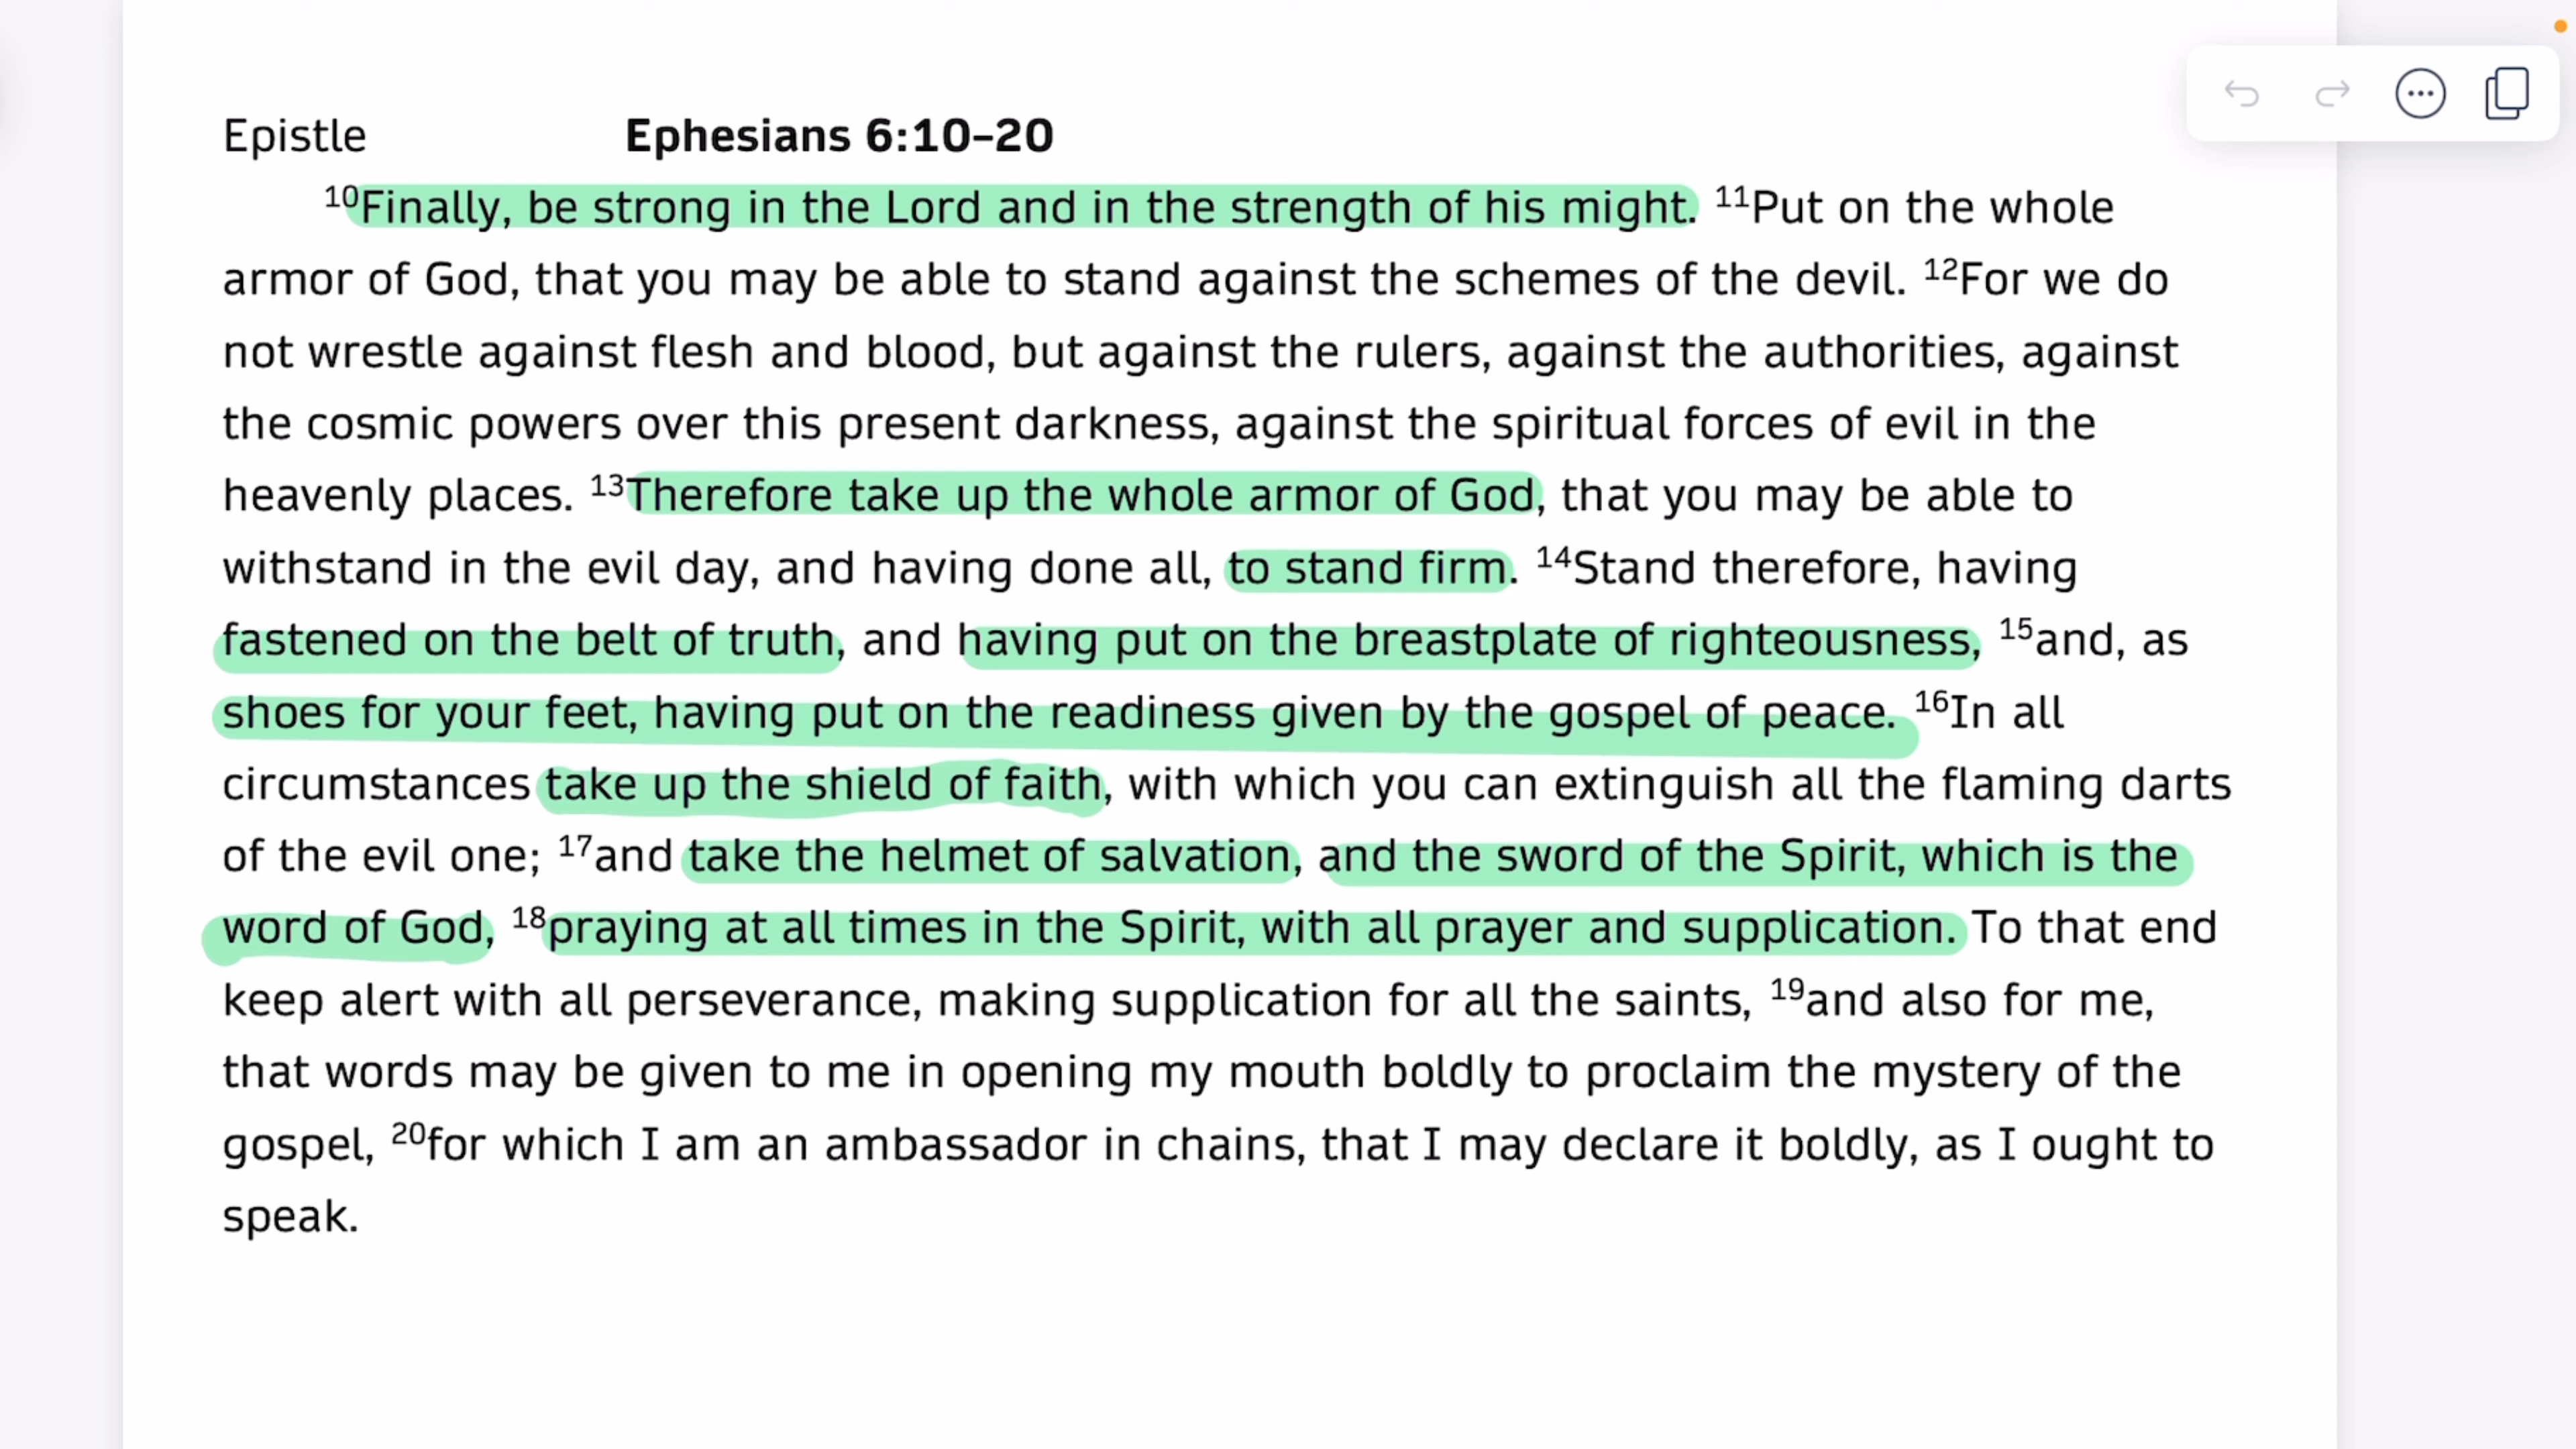 Epistle Ephesians 6:10–20
10Finally, be strong in the Lord and in the strength of his might. 11Put on the whole
armor of God, that you may be able to stand against the schemes of the devil. 12For we do
not wrestle against flesh and blood, but against the rulers, against the authorities, against
the cosmic powers over this present darkness, against the spiritual forces of evil in the
heavenly places. 13Therefore take up the whole armor of God, that you may be able to
withstand in the evil day, and having done all, to stand firm. 14Stand therefore, having
fastened on the belt of truth, and having put on the breastplate of righteousness, 15and, as
shoes for your feet, having put on the readiness given by the gospel of peace. 16In all
circumstances take up the shield of faith, with which you can extinguish all the flaming darts
of the evil one; 17and take the helmet of salvation, and the sword of the Spirit, which is the
word of God, 18praying at all times in the Spirit, with all prayer and supplication. To that end
keep alert with all perseverance, making supplication for all the saints, 19and also for me,
that words may be given to me in opening my mouth boldly to proclaim the mystery of the
gospel, 20for which I am an ambassador in chains, that I may declare it boldly, as I ought to
speak.